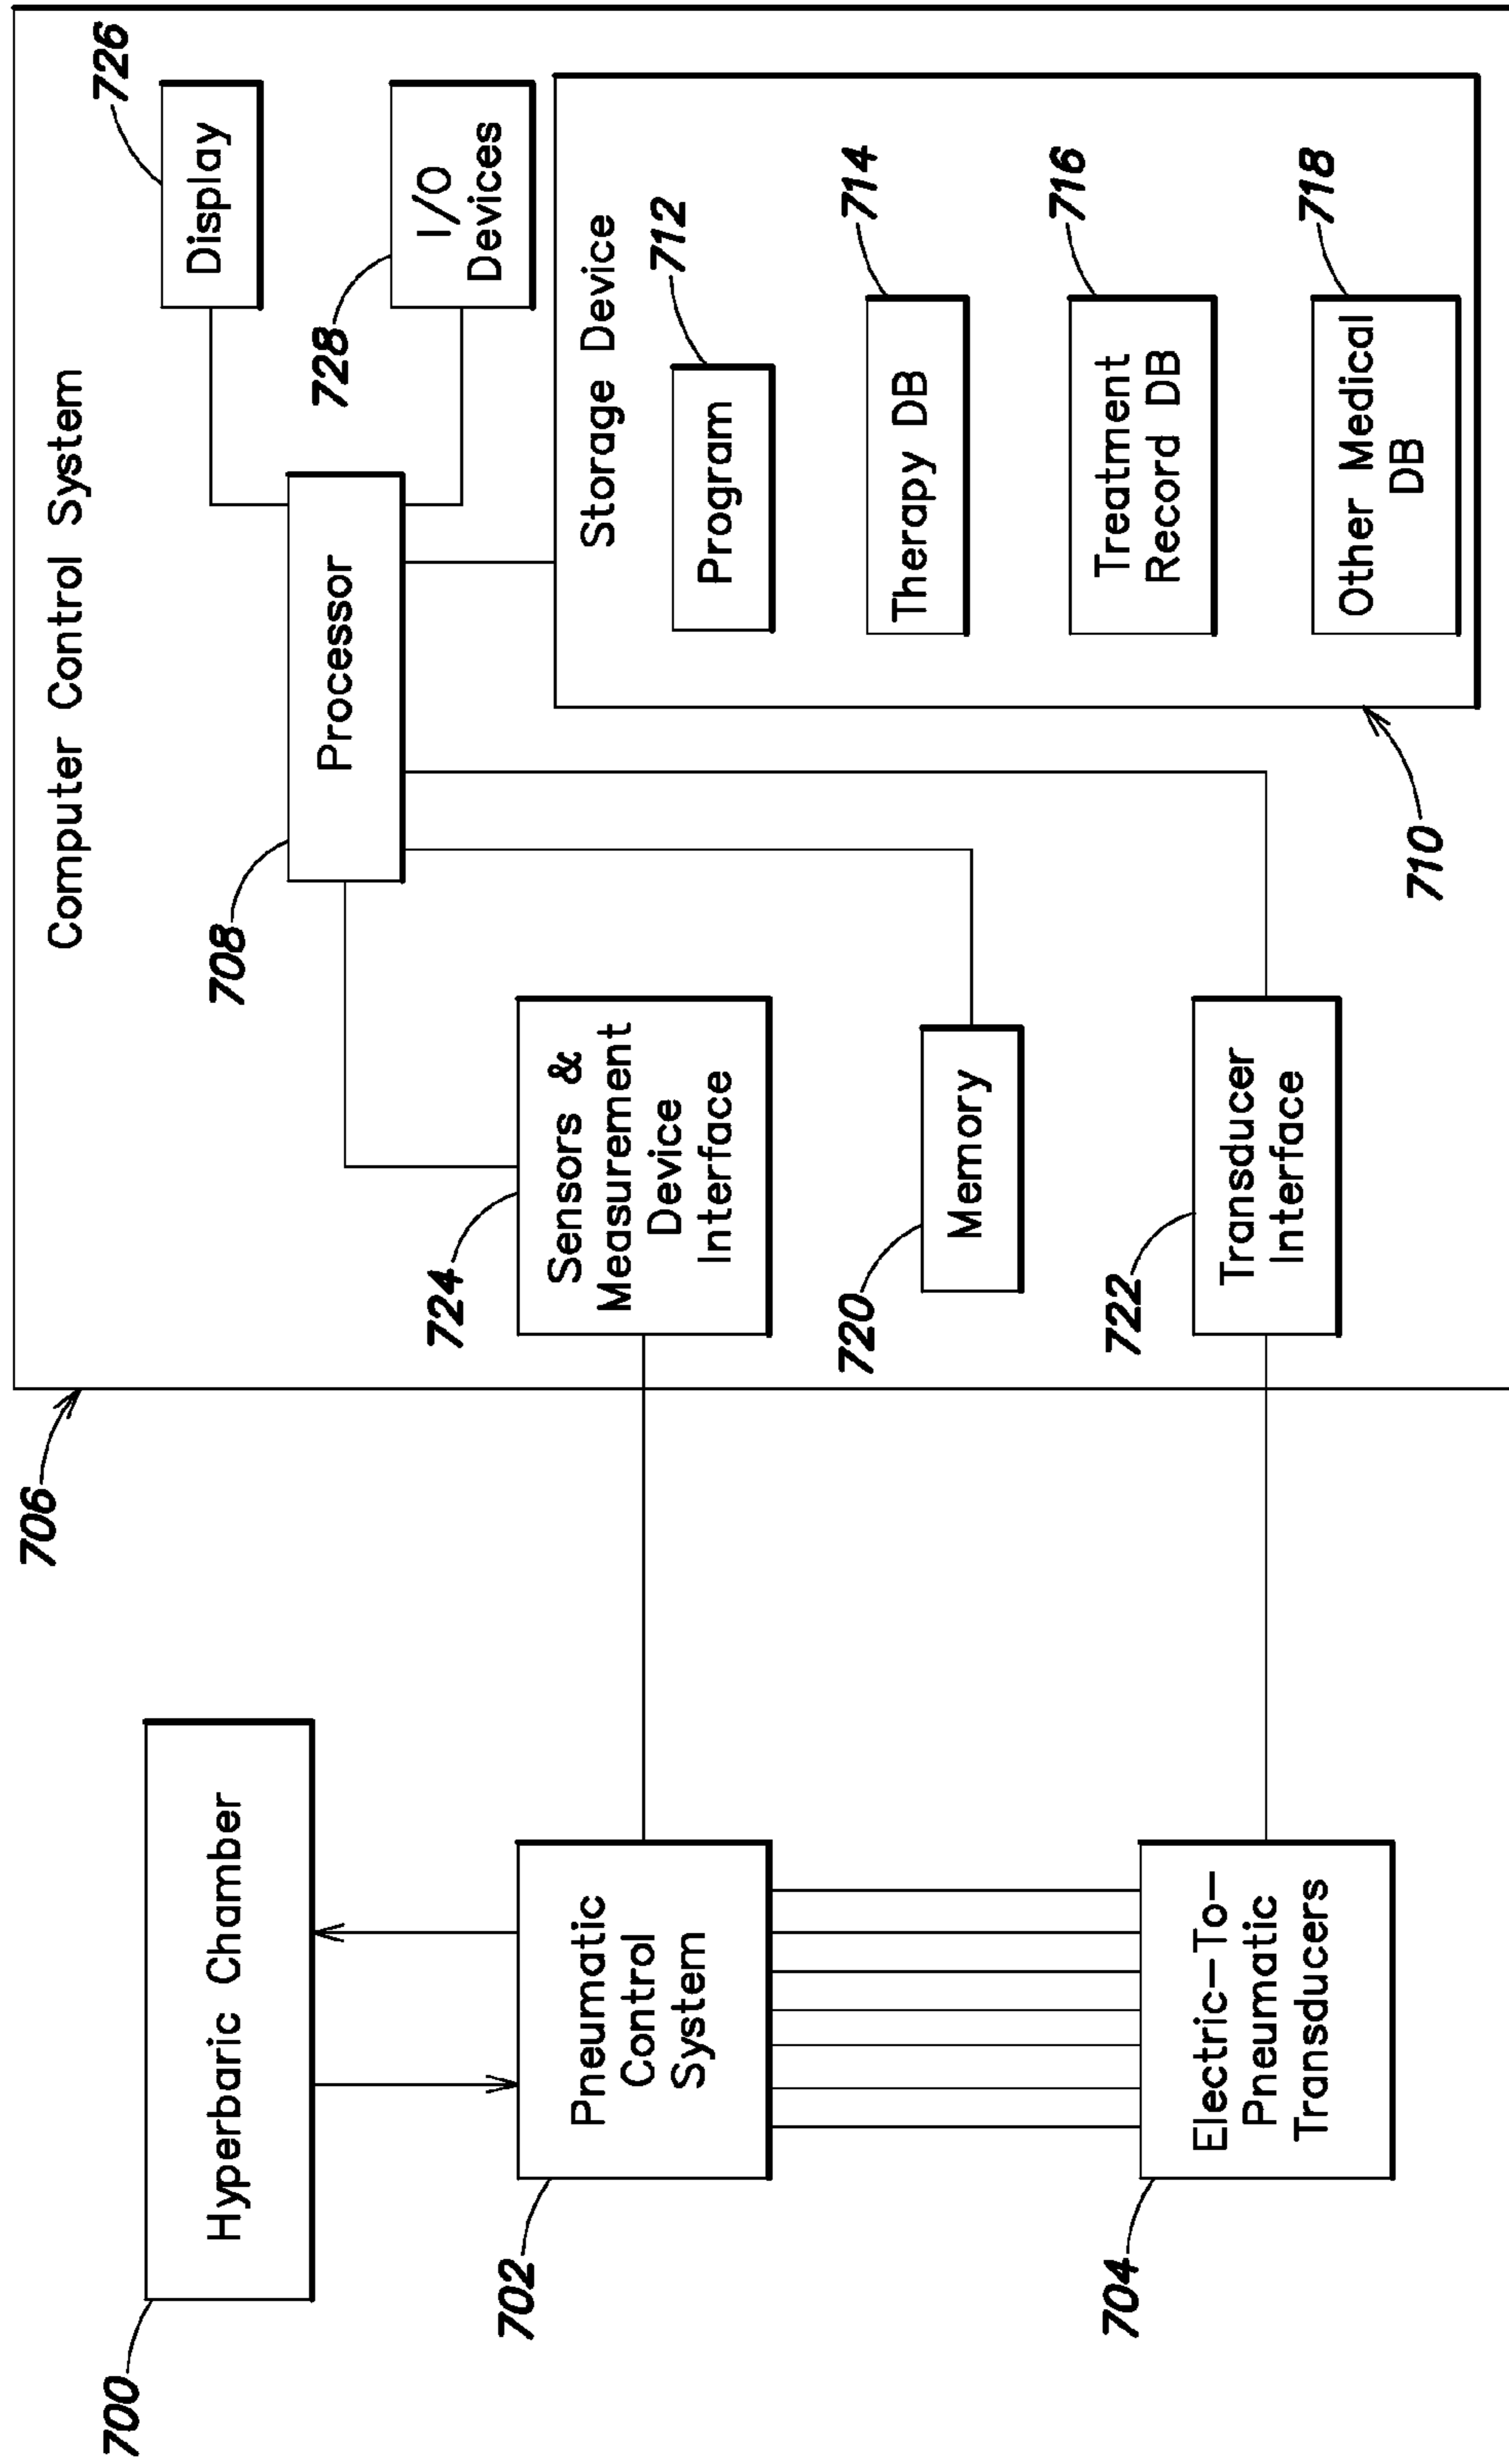 706
Computer Control System
700
Hyperbaric Chamber
702
Pneumatic
Control
System
704
Electric-To-
Pneumatic
Transducers
708
Processor
726
Display
728
I/O
Devices
724
Sensors &
Measurement
Device
Interface
720
Memory
722
Transducer
Interface
710
Storage Device
712
Program
714
Therapy DB
716
Treatment
Record DB
718
Other Medical
DB